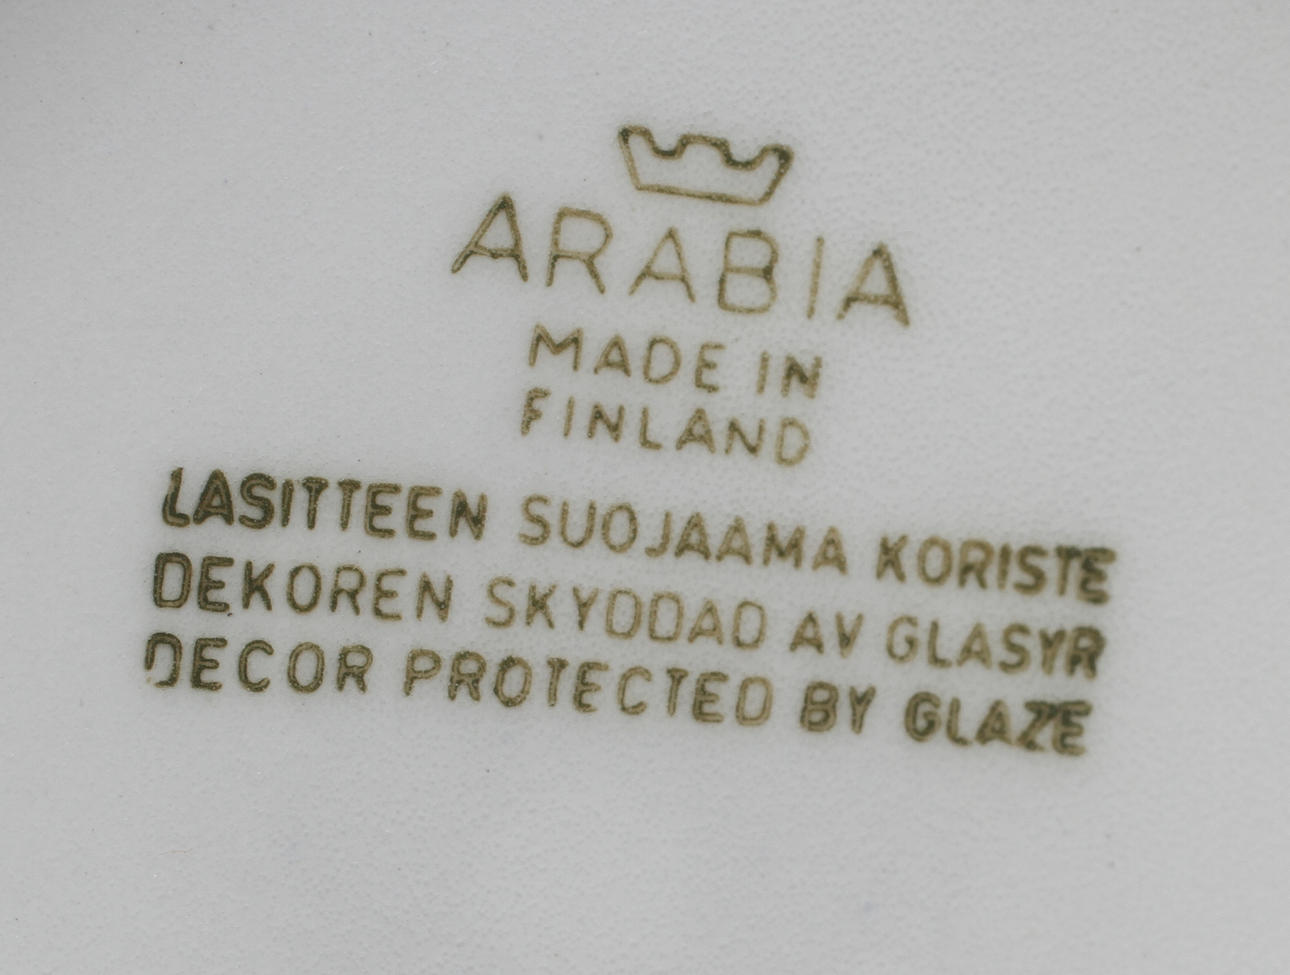 ARABIA
MADE IN
FINLAND
LASITTEEN SUOJAAMA KORISTE
DEKOREN SKYDDAD AV GLASYR
DECOR PROTECTED BY GLAZE